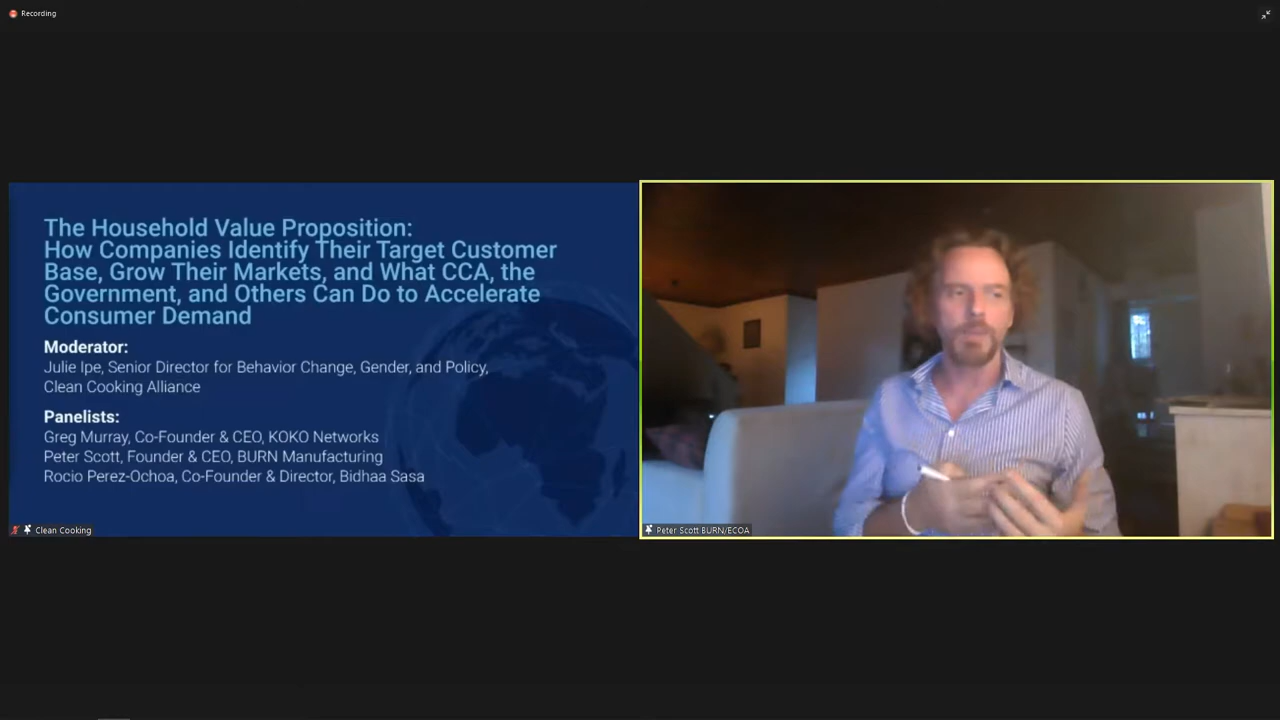 Recording
The Household Value Proposition:
How Companies Identify Their Target Customer
Base, Grow Their Markets, and What CCA, the
Government, and Others Can Do to Accelerate
Consumer Demand
Moderator:
Julie Ipe, Senior Director for Behavior Change, Gender, and Policy,
Clean Cooking Alliance
Panelists:
Greg Murray, Co-Founder & CEO, KOKO Networks
Peter Scott, Founder & CEO, BURN Manufacturing
Rocio Perez-Ochoa, Co-Founder & Director, Bidhaa Sasa
Clean Cooking
Peter Scott BURN/ECOA